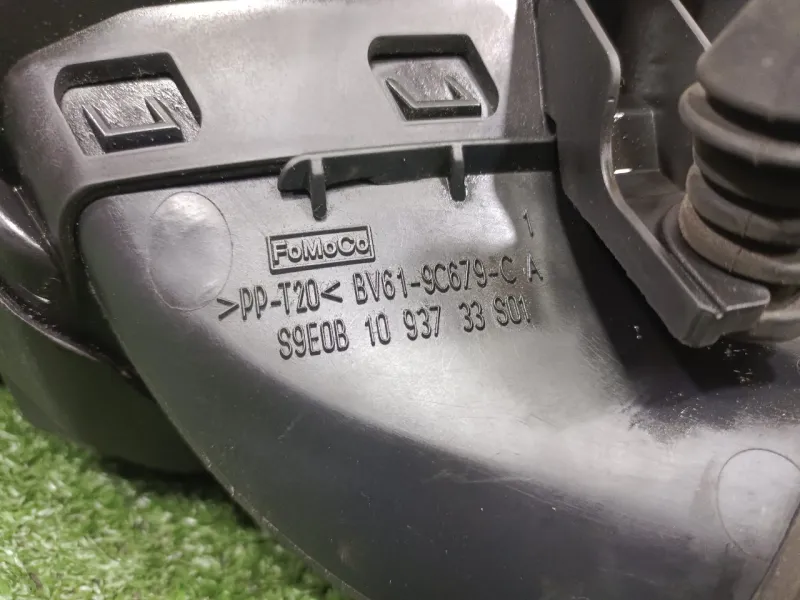 1
FoMoCo
>PP-T20< BV61-9C679-C A
S9E0B 10 937 33 S01